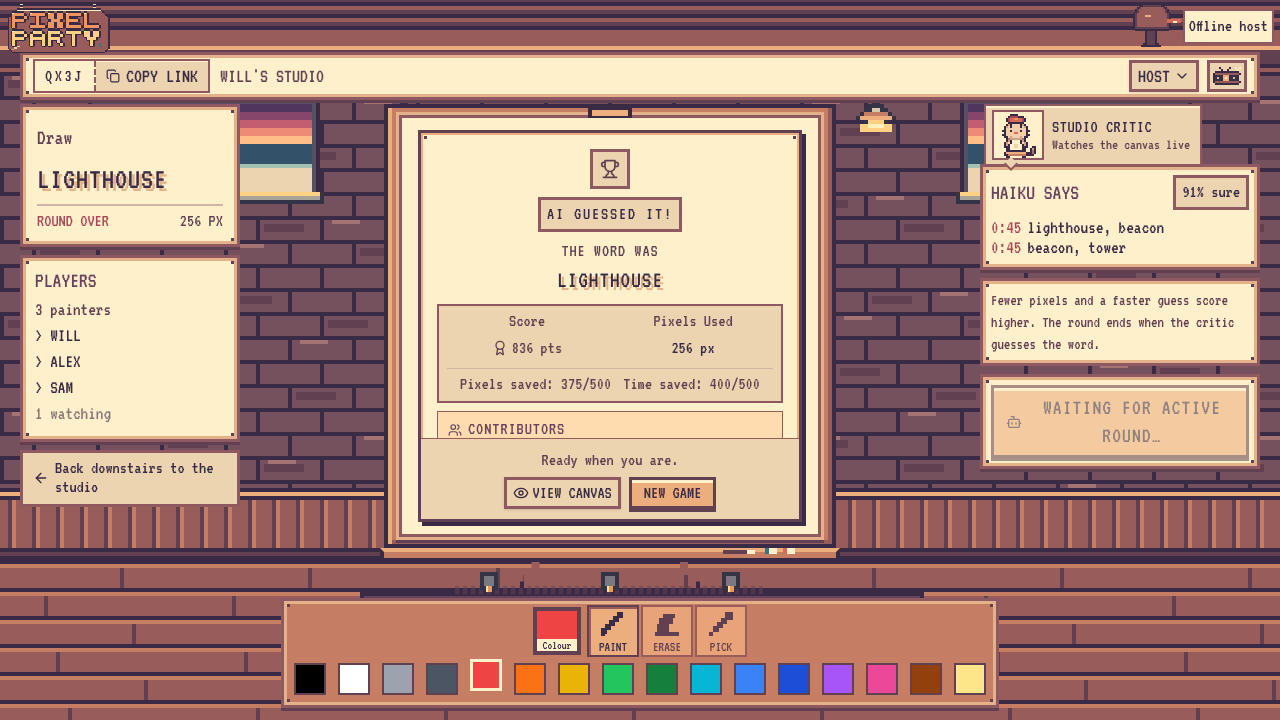 PIXEL
PARTY
Offline host
QX3J
COPY LINK
WILL'S STUDIO
HOST
Draw
LIGHTHOUSE
ROUND OVER 256 PX
PLAYERS
3 painters
WILL
ALEX
SAM
1 watching
Back downstairs to the
studio
AI GUESSED IT!
THE WORD WAS
LIGHTHOUSE
Score Pixels Used
836 pts 256 px
Pixels saved: 375/500 Time saved: 400/500
CONTRIBUTORS
Ready when you are.
VIEW CANVAS
NEW GAME
STUDIO CRITIC
Watches the canvas live
HAIKU SAYS
91% sure
0:45 lighthouse, beacon
0:45 beacon, tower
Fewer pixels and a faster guess score
higher. The round ends when the critic
guesses the word.
WAITING FOR ACTIVE
ROUND…
Colour
PAINT
ERASE
PICK